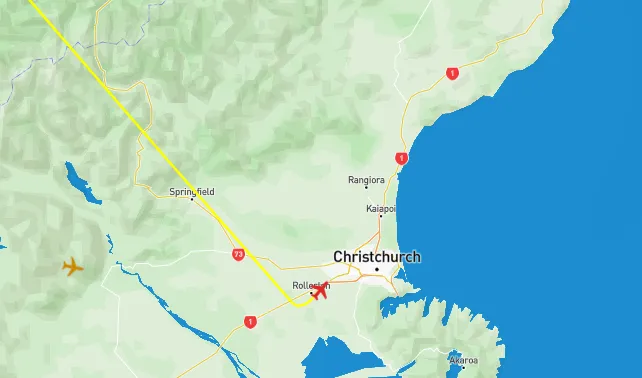 1
1
Rangiora
Springfield
Kaiapoi
73
Christchurch
Rolleston
1
Akaroa